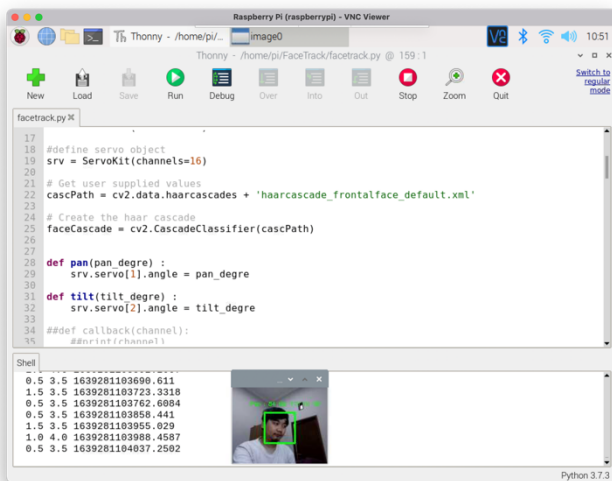 Raspberry Pi (raspberrypi) - VNC Viewer
Thonny - /home/pi/...
image0
10:51
Thonny - /home/pi/FaceTrack/facetrack.py @ 159 : 1
New Load Save Run Debug Over Into Out Stop Zoom Quit
Switch to
regular
mode
facetrack.py
17
18 #define servo object
19 srv = ServoKit(channels=16)
20
21 # Get user supplied values
22 cascPath = cv2.data.haarcascades + 'haarcascade_frontalface_default.xml'
23
24 # Create the haar cascade
25 faceCascade = cv2.CascadeClassifier(cascPath)
26
27
28 def pan(pan_degre) :
29 srv.servo[1].angle = pan_degre
30
31 def tilt(tilt_degre) :
32 srv.servo[2].angle = tilt_degre
33
34 ##def callback(channel):
35 ##print(channel)
Shell
0.5 3.5 1639281103690.611
1.5 3.5 1639281103723.3318
0.5 3.5 1639281103762.6084
0.5 3.5 1639281103858.441
1.5 3.5 1639281103955.029
1.0 4.0 1639281103988.4587
0.5 3.5 1639281104037.2502
Python 3.7.3